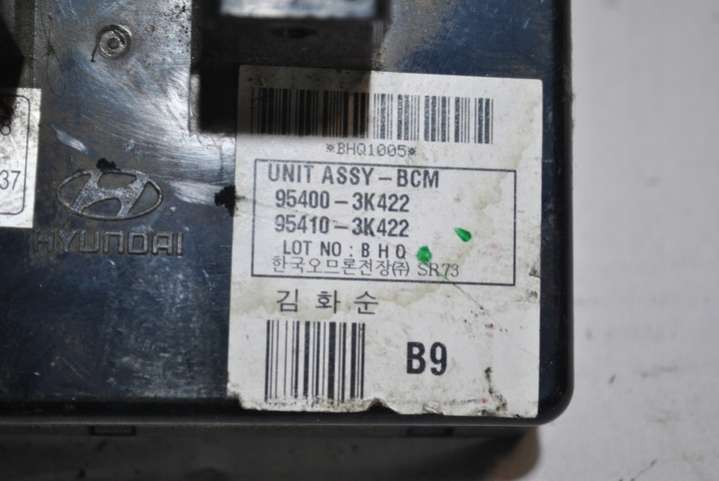 *BHQ1005*
UNIT ASSY-BCM
95400-3K422
95410-3K422
LOT NO : B H Q
한국오므론전장㈜ SR73
김 화 순
B9
37
HYUNDAI